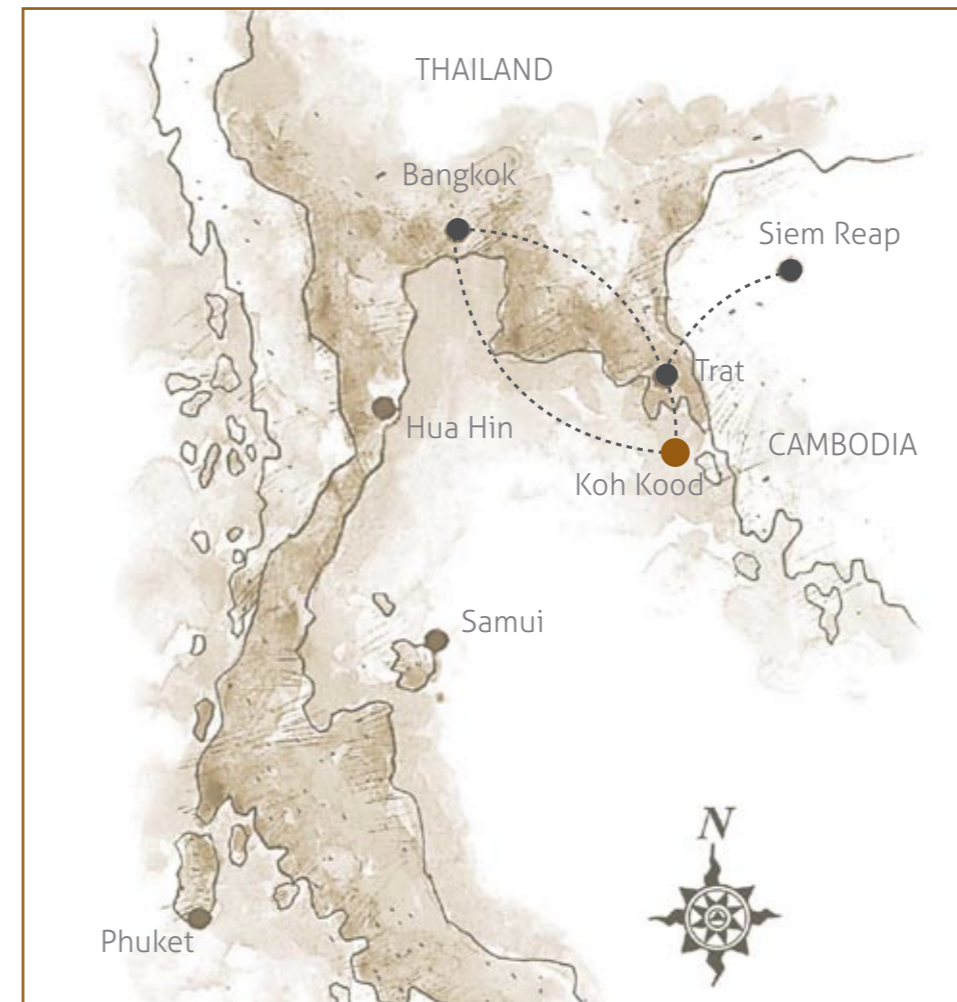 THAILAND
Bangkok
Siem Reap
Trat
Hua Hin
CAMBODIA
Koh Kood
Samui
N
Phuket